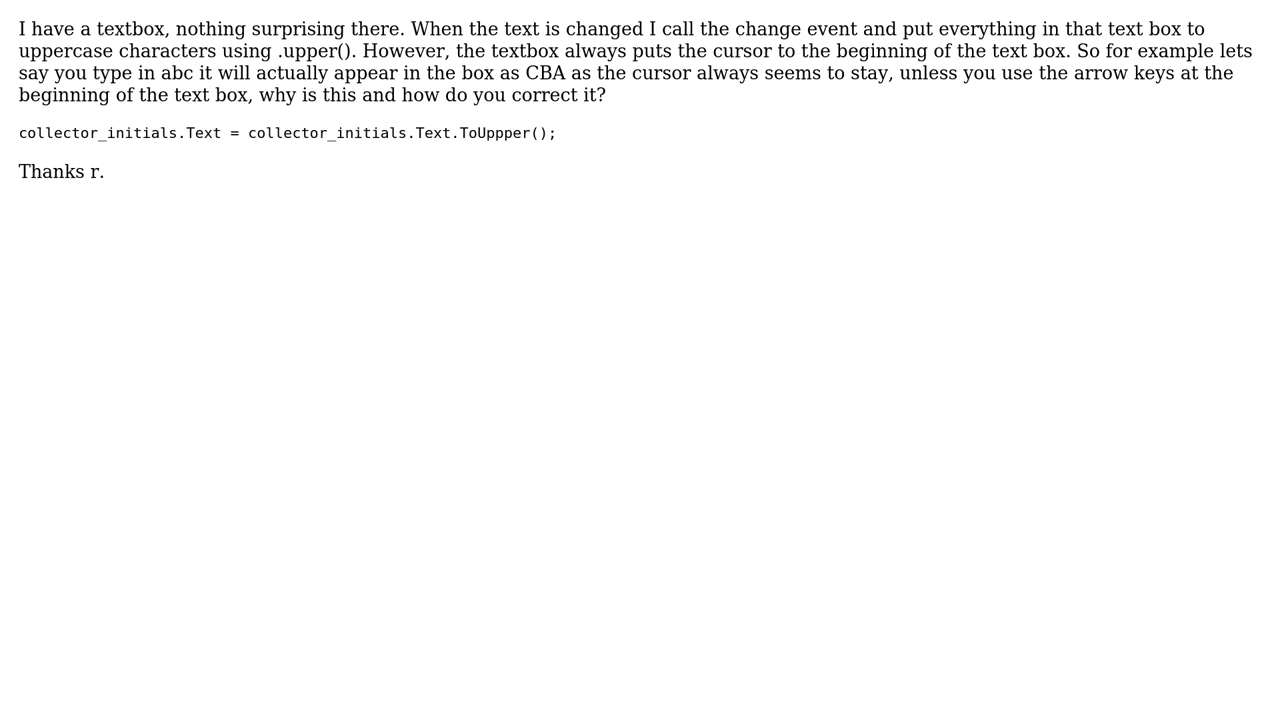 I have a textbox, nothing surprising there. When the text is changed I call the change event and put everything in that text box to
uppercase characters using .upper(). However, the textbox always puts the cursor to the beginning of the text box. So for example lets
say you type in abc it will actually appear in the box as CBA as the cursor always seems to stay, unless you use the arrow keys at the
beginning of the text box, why is this and how do you correct it?
collector_initials.Text = collector_initials.Text.ToUppper();
Thanks r.